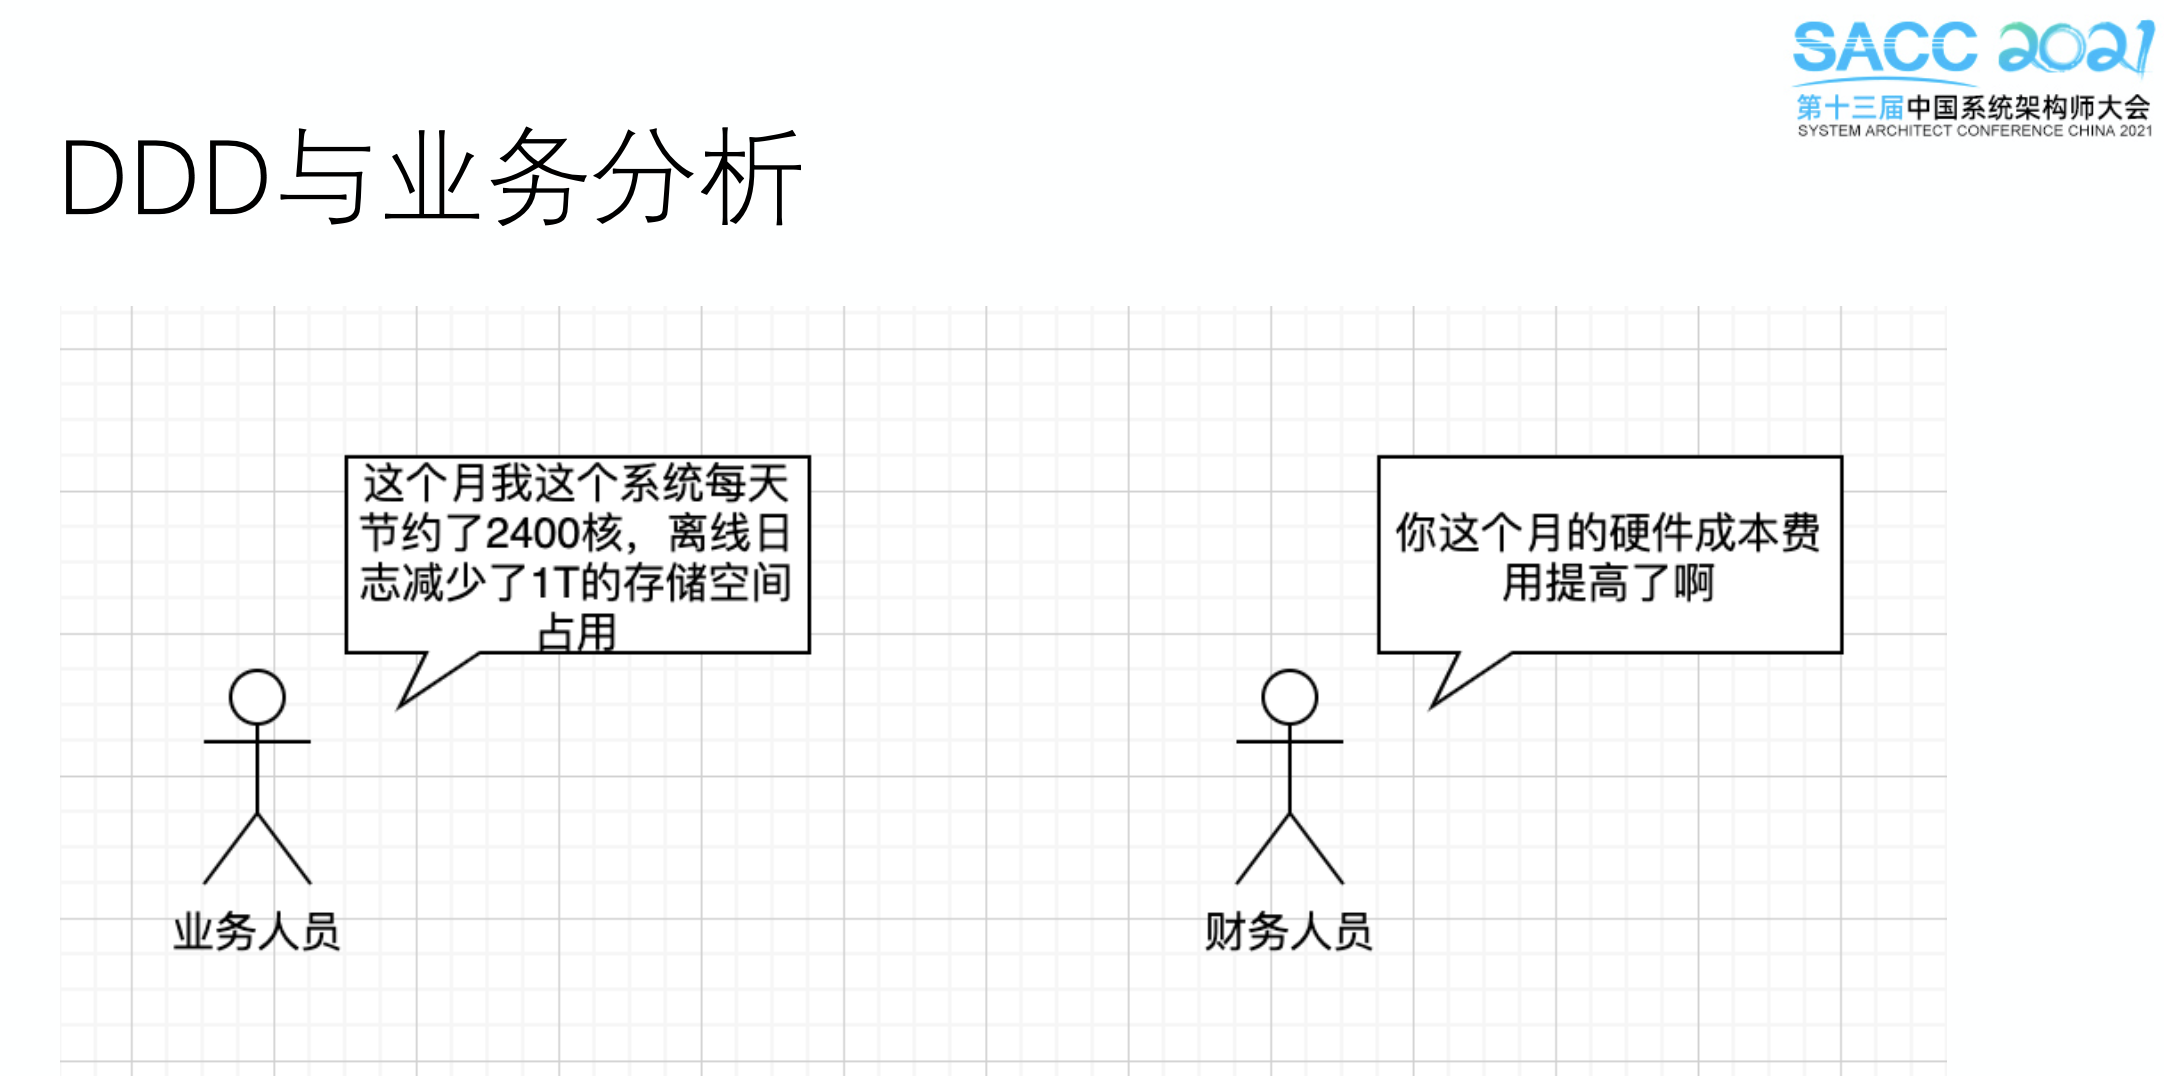 SACC 2021
第十三届中国系统架构师大会
SYSTEM ARCHITECT CONFERENCE CHINA 2021
DDD与业务分析
这个月我这个系统每天
节约了2400核，离线日
志减少了1T的存储空间
占用
你这个月的硬件成本费
用提高了啊
业务人员
财务人员